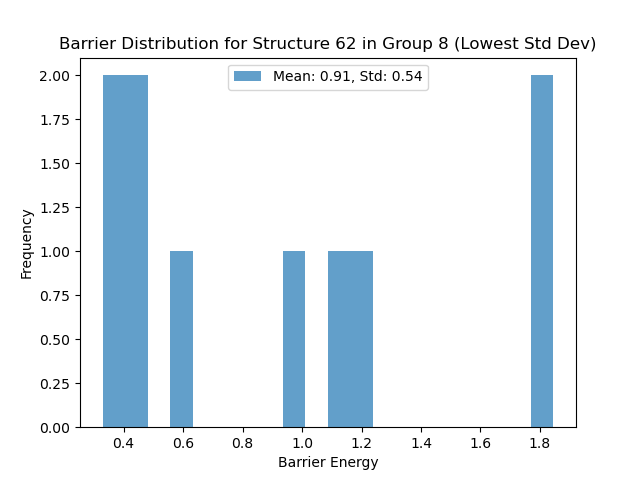 Barrier Distribution for Structure 62 in Group 8 (Lowest Std Dev)
Mean: 0.91, Std: 0.54
2.00
1.75
1.50
1.25
1.00
0.75
0.50
0.25
0.00
Frequency
0.4 0.6 0.8 1.0 1.2 1.4 1.6 1.8
Barrier Energy